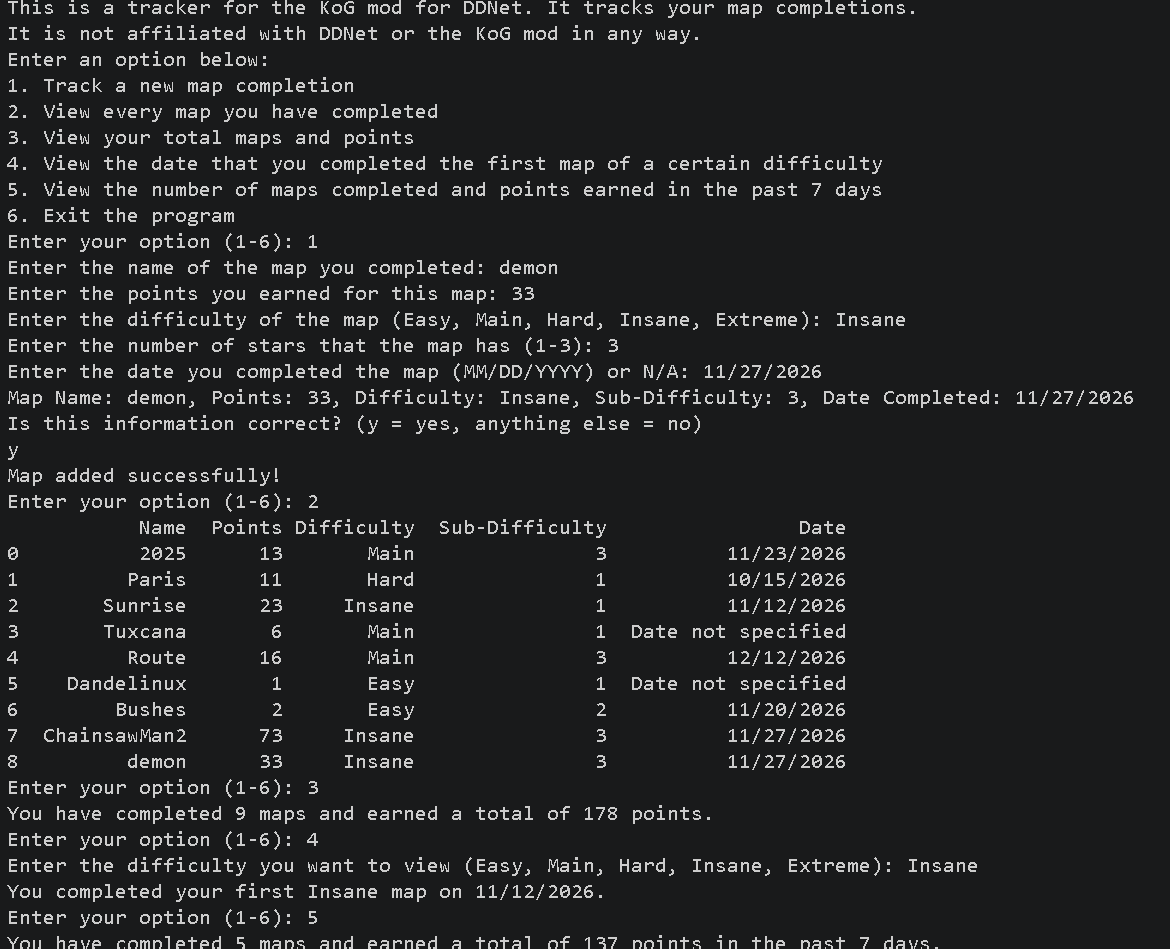 This is a tracker for the KoG mod for DDNet. It tracks your map completions.
It is not affiliated with DDNet or the KoG mod in any way.
Enter an option below:
1. Track a new map completion
2. View every map you have completed
3. View your total maps and points
4. View the date that you completed the first map of a certain difficulty
5. View the number of maps completed and points earned in the past 7 days
6. Exit the program
Enter your option (1-6): 1
Enter the name of the map you completed: demon
Enter the points you earned for this map: 33
Enter the difficulty of the map (Easy, Main, Hard, Insane, Extreme): Insane
Enter the number of stars that the map has (1-3): 3
Enter the date you completed the map (MM/DD/YYYY) or N/A: 11/27/2026
Map Name: demon, Points: 33, Difficulty: Insane, Sub-Difficulty: 3, Date Completed: 11/27/2026
Is this information correct? (y = yes, anything else = no)
y
Map added successfully!
Enter your option (1-6): 2
Name Points Difficulty Sub-Difficulty Date
0 2025 13 Main 3 11/23/2026
1 Paris 11 Hard 1 10/15/2026
2 Sunrise 23 Insane 1 11/12/2026
3 Tuxcana 6 Main 1 Date not specified
4 Route 16 Main 3 12/12/2026
5 Dandelinux 1 Easy 1 Date not specified
6 Bushes 2 Easy 2 11/20/2026
7 ChainsawMan2 73 Insane 3 11/27/2026
8 demon 33 Insane 3 11/27/2026
Enter your option (1-6): 3
You have completed 9 maps and earned a total of 178 points.
Enter your option (1-6): 4
Enter the difficulty you want to view (Easy, Main, Hard, Insane, Extreme): Insane
You completed your first Insane map on 11/12/2026.
Enter your option (1-6): 5
You have completed 5 maps and earned a total of 137 points in the past 7 days.